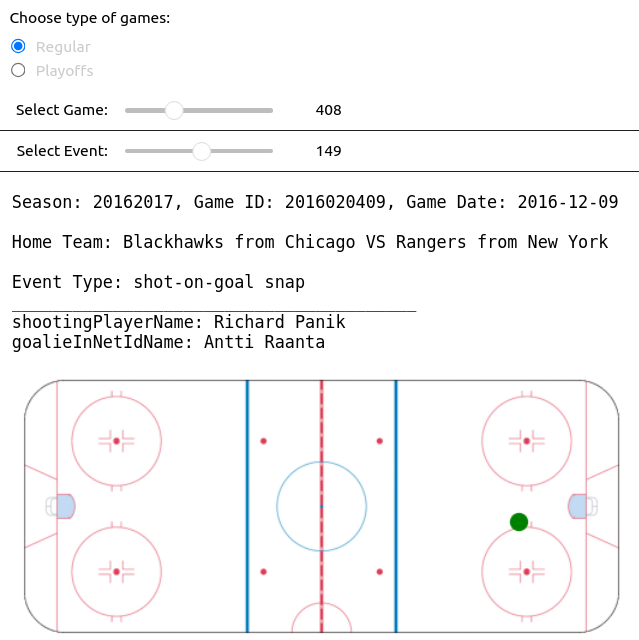 Choose type of games:
Regular
Playoffs
Select Game: 408
Select Event: 149
Season: 20162017, Game ID: 2016020409, Game Date: 2016-12-09
Home Team: Blackhawks from Chicago VS Rangers from New York
Event Type: shot-on-goal snap
________________________________________
shootingPlayerName: Richard Panik
goalieInNetIdName: Antti Raanta